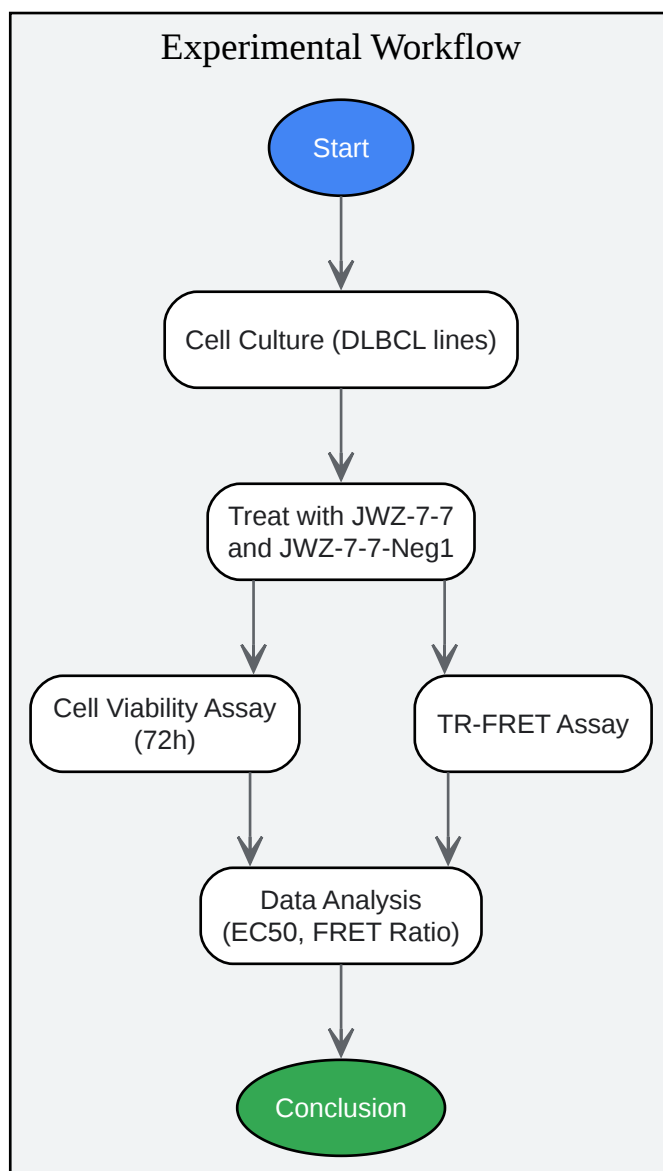 Experimental Workflow
Start
Cell Culture (DLBCL lines)
Treat with JWZ-7-7
and JWZ-7-7-Neg1
Cell Viability Assay
(72h)
TR-FRET Assay
Data Analysis
(EC50, FRET Ratio)
Conclusion